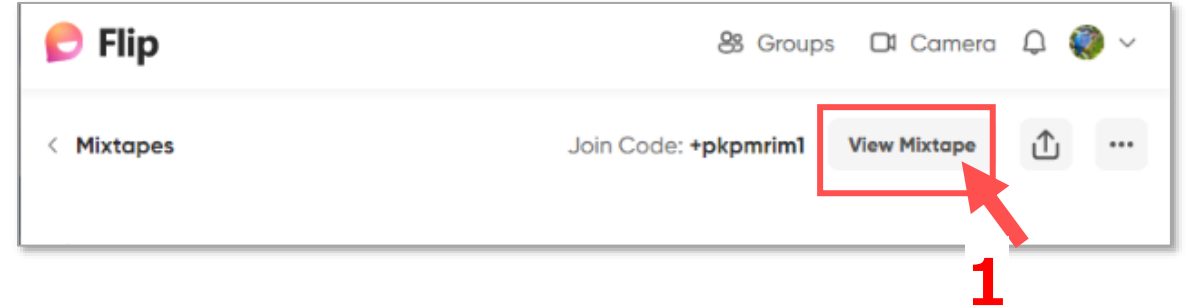 Flip
Groups Camera
Mixtapes
Join Code: +pkpmrim1 View Mixtape
1